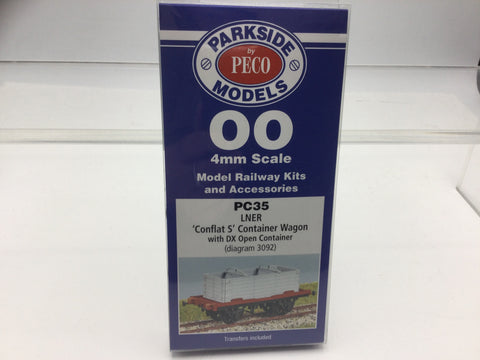 PARKSIDE
by
PECO
MODELS
OO
4mm Scale
Model Railway Kits
and Accessories
PC35
LNER
'Conflat S' Container Wagon
with DX Open Container
(diagram 3092)
Transfers included